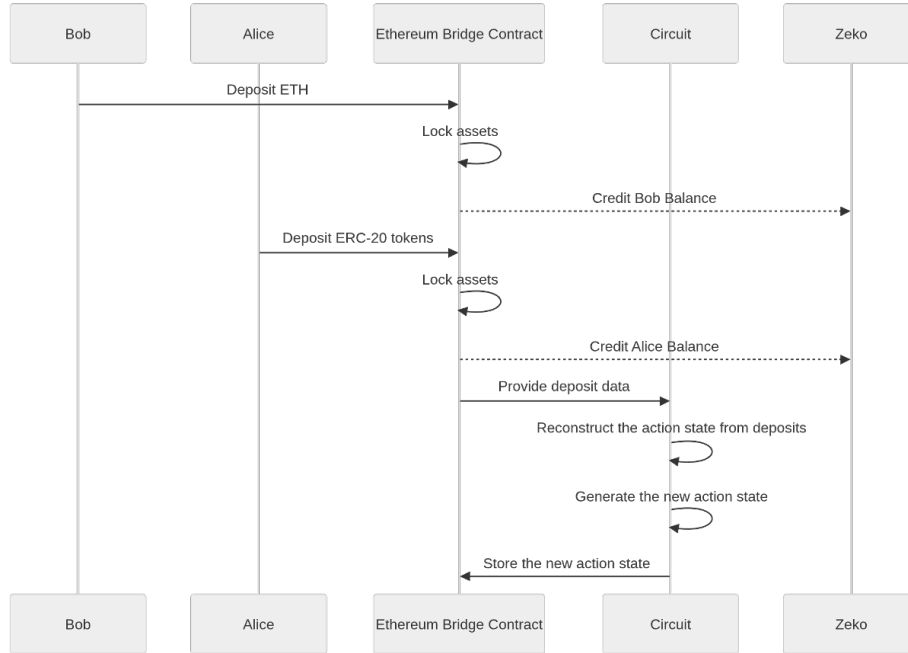 Bob
Alice
Ethereum Bridge Contract
Circuit
Zeko
Deposit ETH
Lock assets
Credit Bob Balance
Deposit ERC-20 tokens
Lock assets
Credit Alice Balance
Provide deposit data
Reconstruct the action state from deposits
Generate the new action state
Store the new action state
Bob
Alice
Ethereum Bridge Contract
Circuit
Zeko